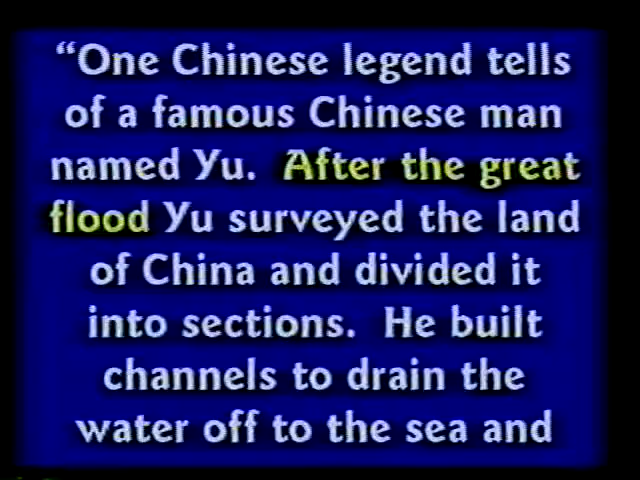 “One Chinese legend tells
of a famous Chinese man
named Yu.  After the great
flood Yu surveyed the land
of China and divided it
into sections.  He built
channels to drain the
water off to the sea and